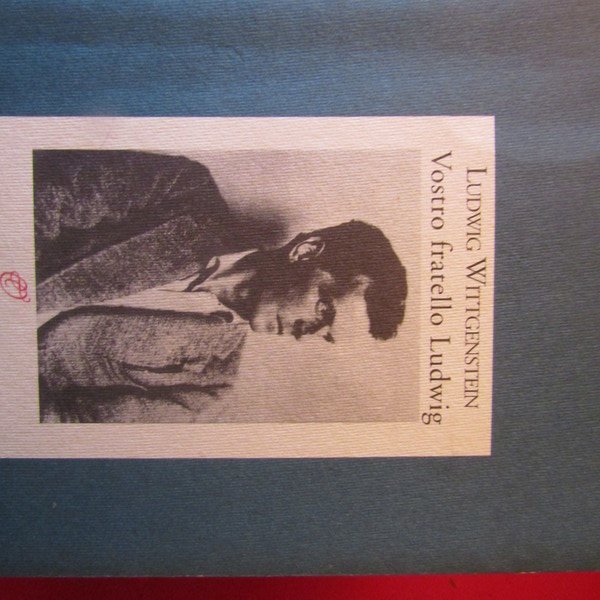 LUDWIG WITTGENSTEIN
Vostro fratello Ludwig